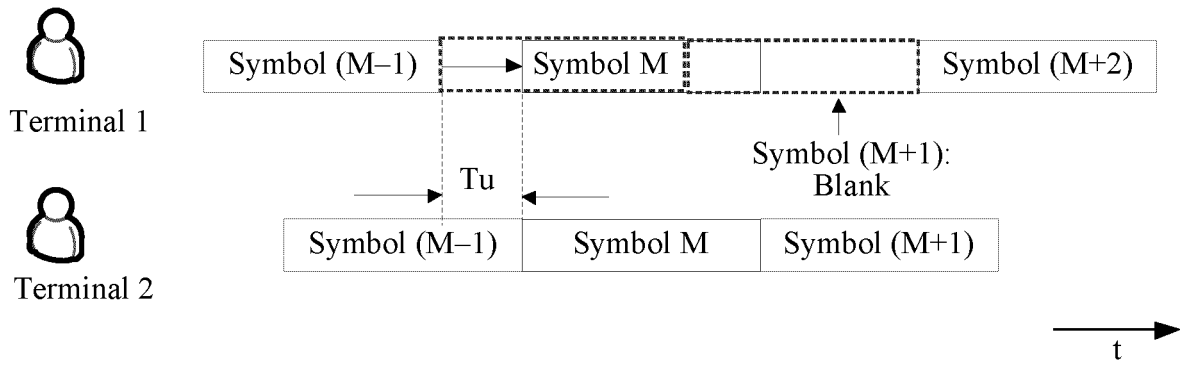 Symbol (M–1) Symbol M Symbol (M+2)
Terminal 1
Symbol (M+1):
Blank
Tu
Symbol (M–1) Symbol M Symbol (M+1)
Terminal 2
t